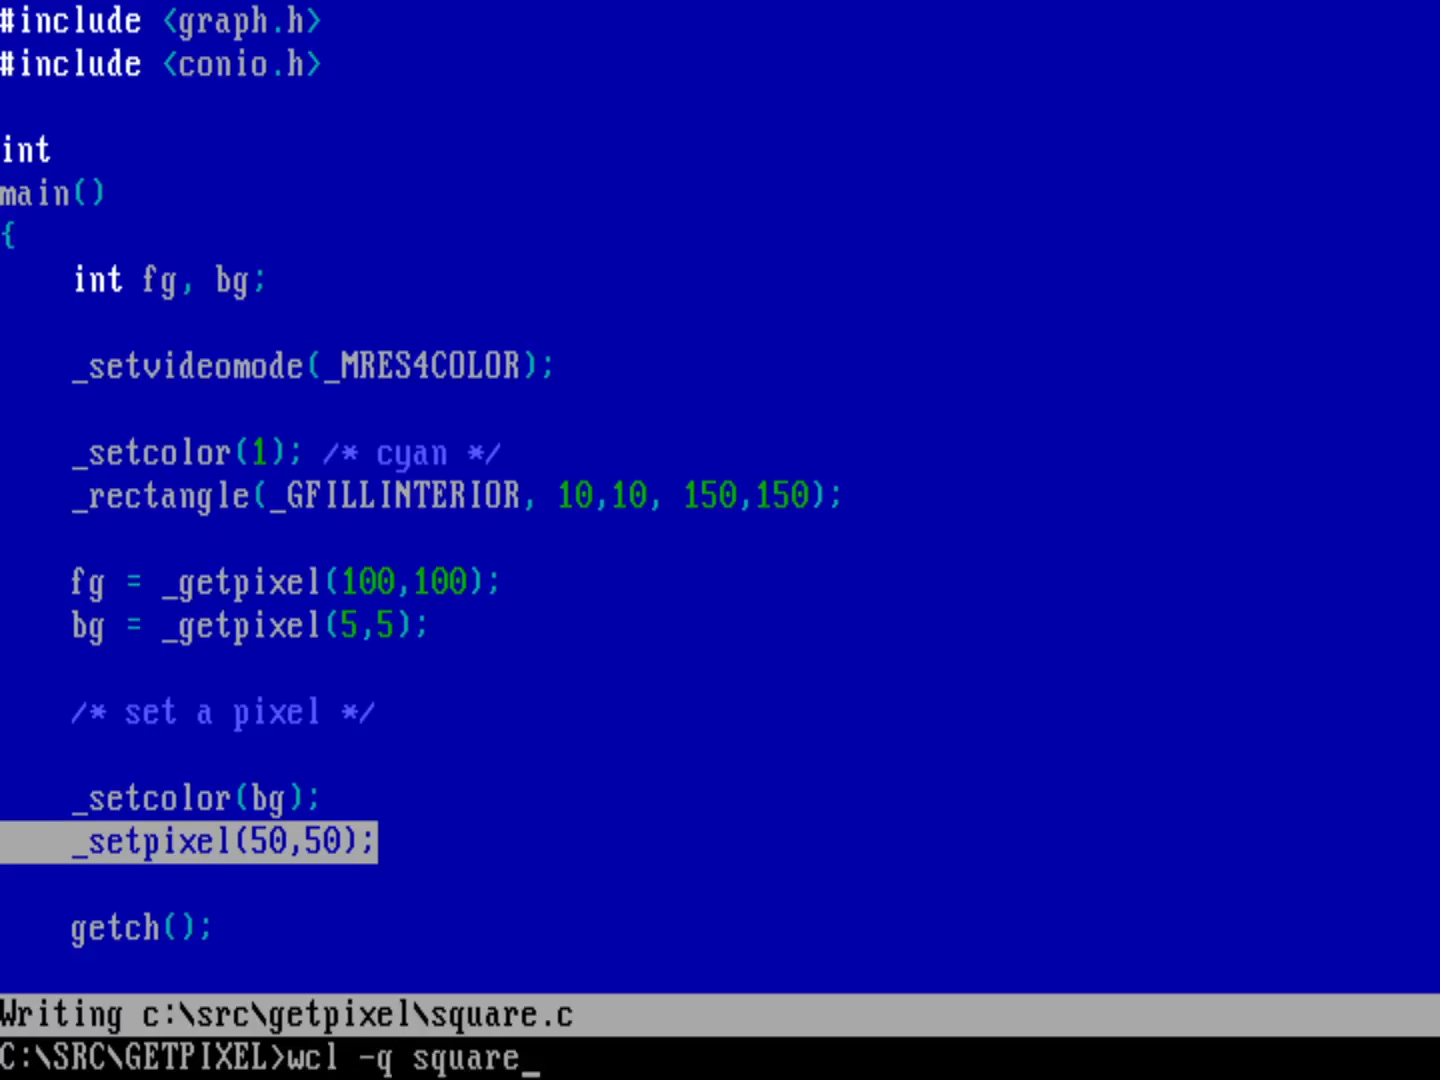 #include <graph.h>
#include <conio.h>
int
main()
{
int fg, bg;
_setvideomode(_MRES4COLOR);
_setcolor(1); /* cyan */
_rectangle(_GFILLINTERIOR, 10,10, 150,150);
fg = _getpixel(100,100);
bg = _getpixel(5,5);
/* set a pixel */
_setcolor(bg);
_setpixel(50,50);
getch();
Writing c:\src\getpixel\square.c
C:\SRC\GETPIXEL>wcl -q square_